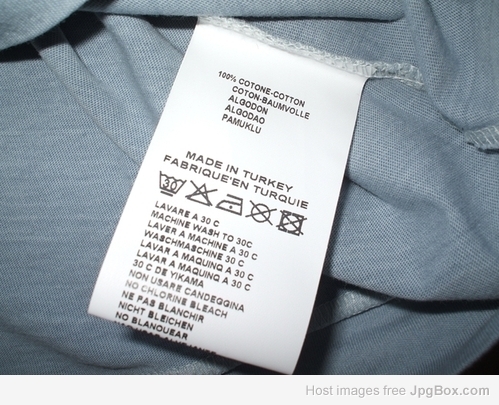 100% COTONE-COTTON
COTON-BAUMVOLLE
ALGODON
ALGODAO
PAMUKLU
MADE IN TURKEY
FABRIQUE'EN TURQUIE
30
LAVARE A 30 C
MACHINE WASH TO 30C
LAVER A MACHINE A 30 C
WASCHMASCHINE 30 C
LAVAR A MAQUINQ A 30 C
LAVAR A MAQUINQ A 30 C
30 C DE YIKAMA
NON USARE CANDEGGINA
NO CHLORINE BLEACH
NE PAS BLANCHIR
NICHT BLEICHEN
NO BLANQUEAR
Host images free JpgBox.com